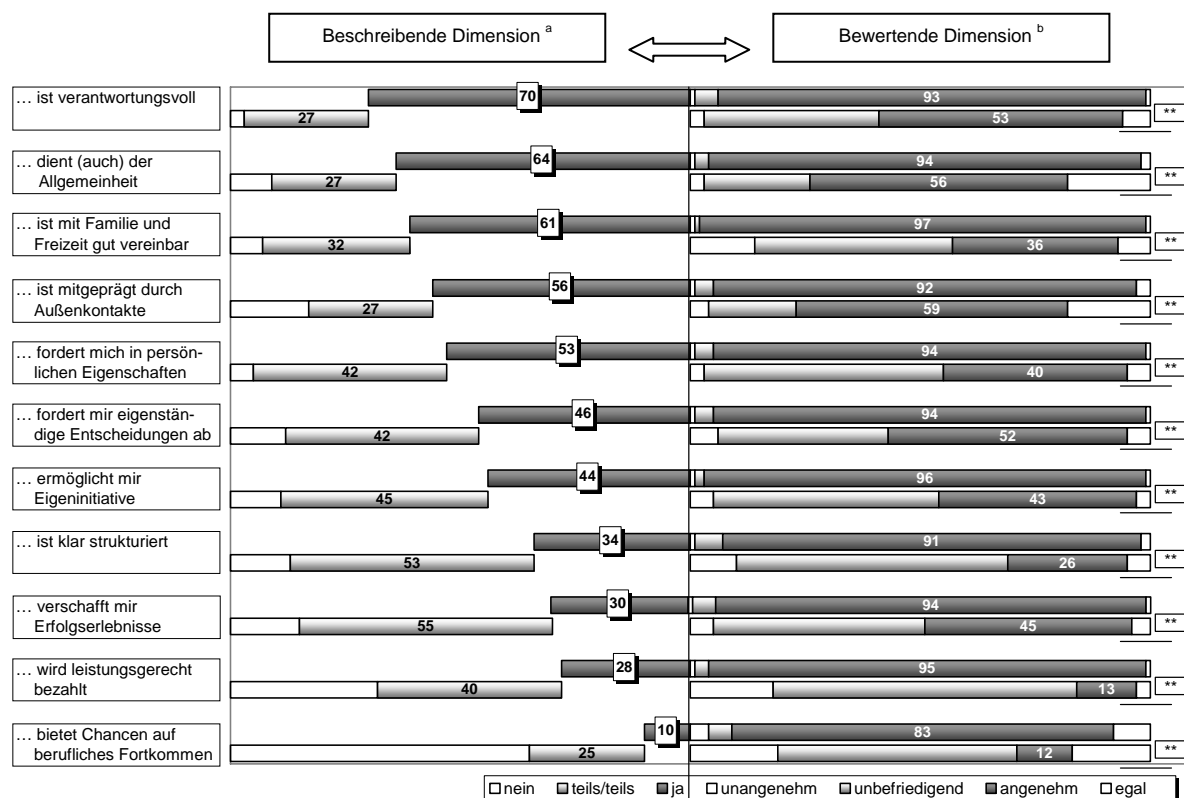 Beschreibende Dimension a
Bewertende Dimension b
… ist verantwortungsvoll
70
93
27
53
**
… dient (auch) der
Allgemeinheit
64
94
27
56
**
… ist mit Familie und
Freizeit gut vereinbar
61
97
32
36
**
… ist mitgeprägt durch
Außenkontakte
56
92
27
59
**
… fordert mich in persön-
lichen Eigenschaften
53
94
42
40
**
… fordert mir eigenstän-
dige Entscheidungen ab
46
94
42
52
**
… ermöglicht mir
Eigeninitiative
44
96
45
43
**
… ist klar strukturiert
34
91
53
26
**
… verschafft mir
Erfolgserlebnisse
30
94
55
45
**
… wird leistungsgerecht
bezahlt
28
95
40
13
**
… bietet Chancen auf
berufliches Fortkommen
10
83
25
12
**
nein teils/teils ja unangenehm unbefriedigend angenehm egal